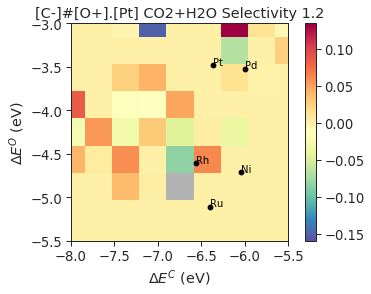 [C-]#[O+].[Pt] CO2+H2O Selectivity 1.2
−3.0
−3.5
−4.0
−4.5
−5.0
−5.5
ΔE^O (eV)
Pt
Pd
Rh
Ni
Ru
−8.0 −7.5 −7.0 −6.5 −6.0 −5.5
ΔE^C (eV)
0.10
0.05
0.00
−0.05
−0.10
−0.15